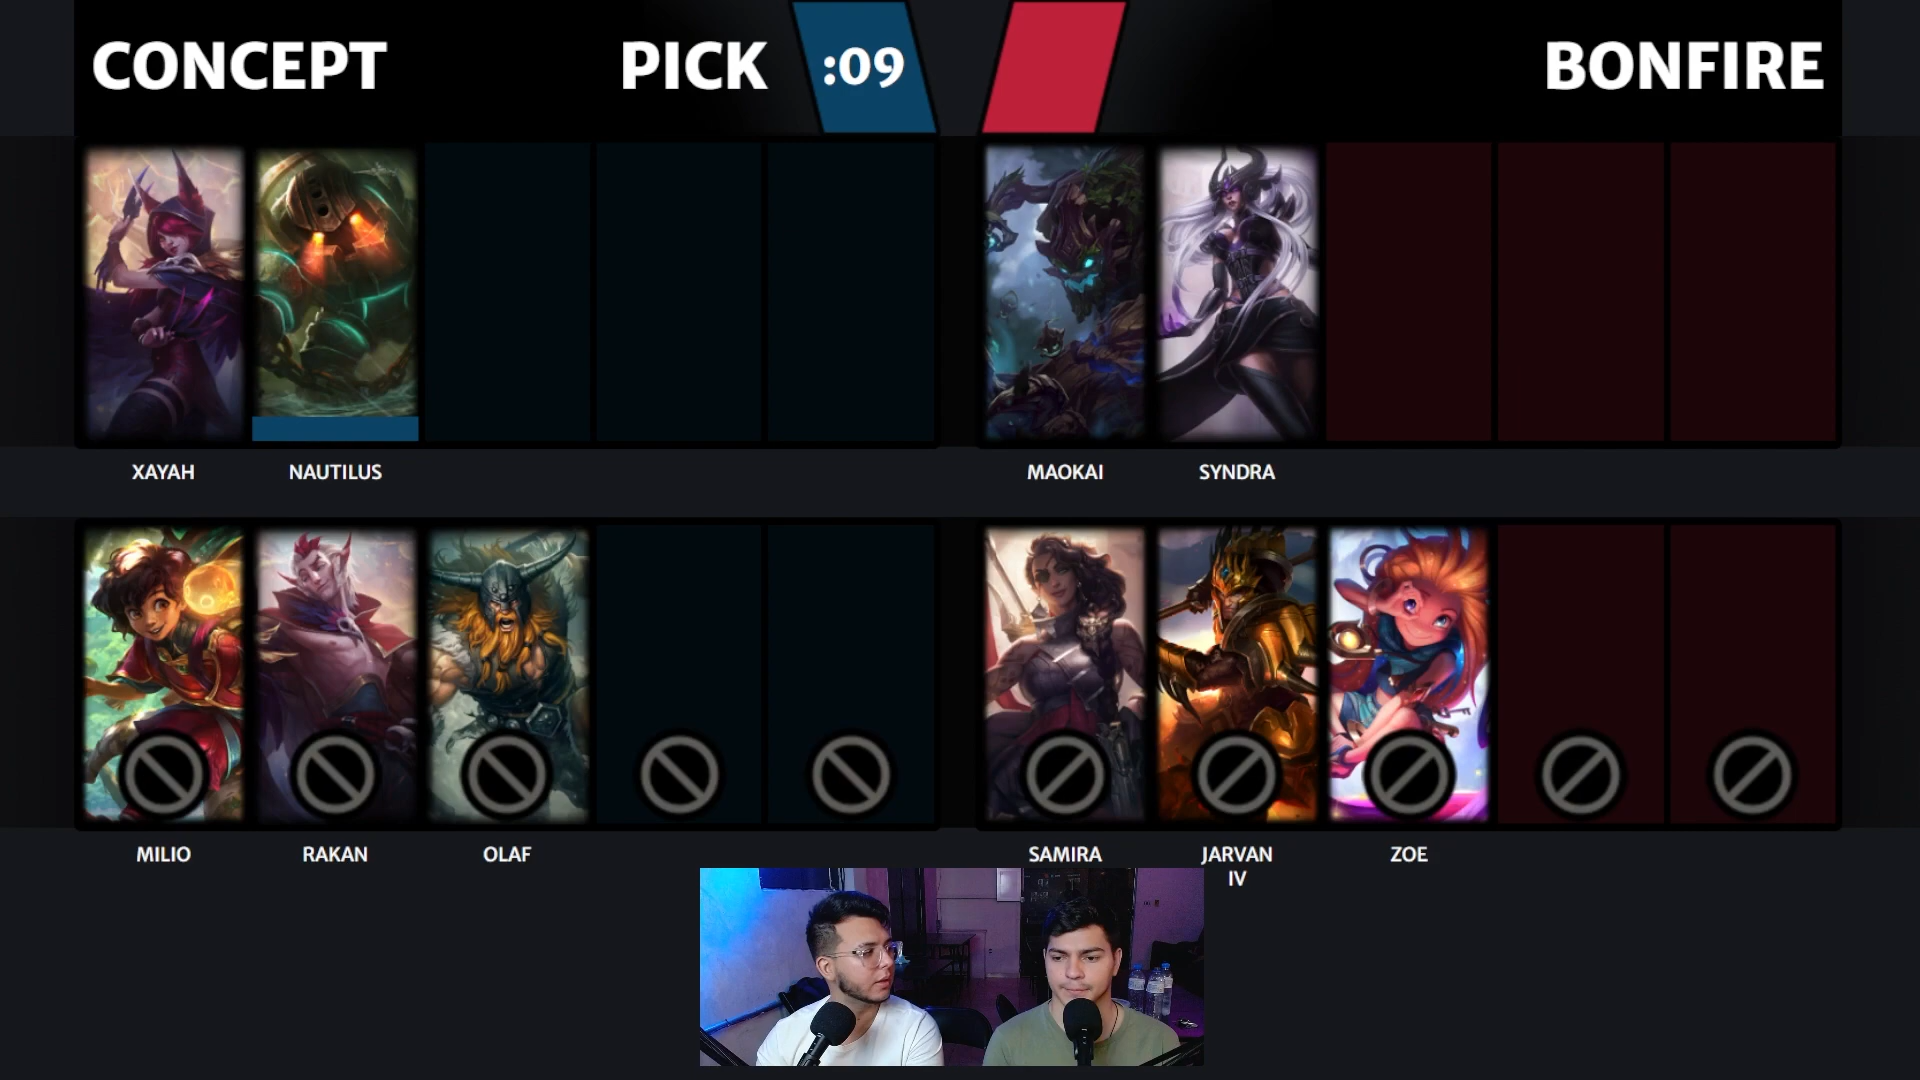 CONCEPT PICK :09 BONFIRE
XAYAH NAUTILUS MAOKAI SYNDRA
MILIO RAKAN OLAF SAMIRA JARVAN IV ZOE